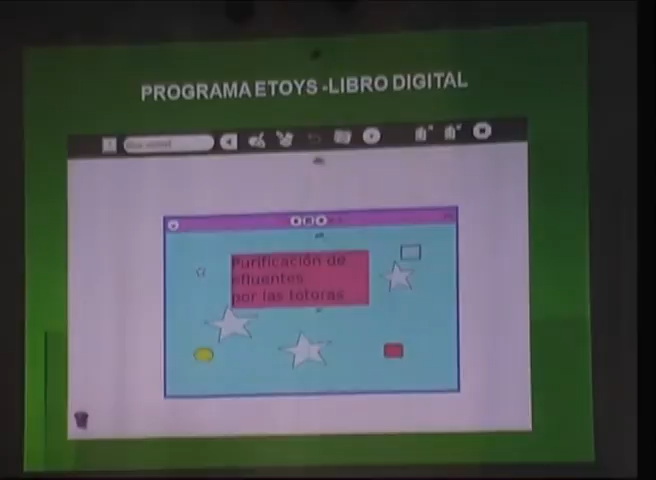 PROGRAMA ETOYS -LIBRO DIGITAL
Purificación de
efluentes
por las totoras